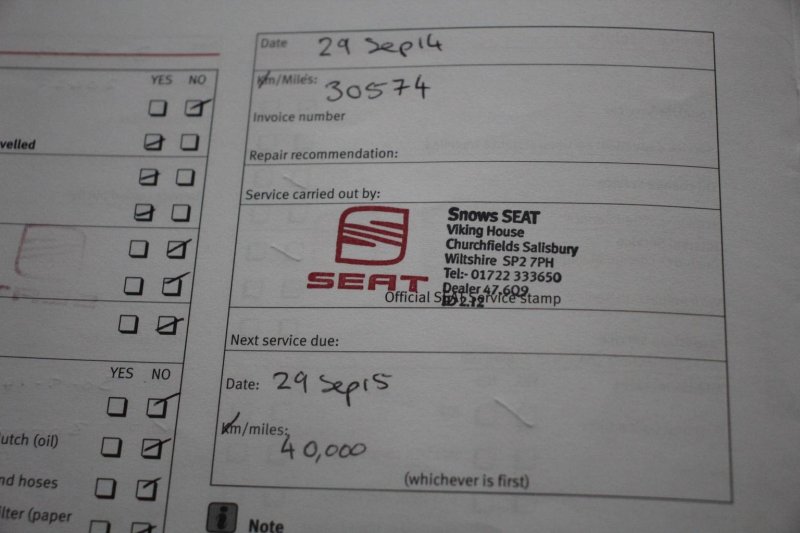 YES NO
velled
YES NO
utch (oil)
nd hoses
ilter (paper
Date 29 Sep14
Km/Miles: 30574
Invoice number
Repair recommendation:
Service carried out by:
SEAT
Snows SEAT
Viking House
Churchfields Salisbury
Wiltshire SP2 7PH
Tel:- 01722 333650
Dealer 47.609
Official SEAT Service stamp
Next service due:
Date: 29 Sep15
Km/miles:
40,000
(whichever is first)
i Note